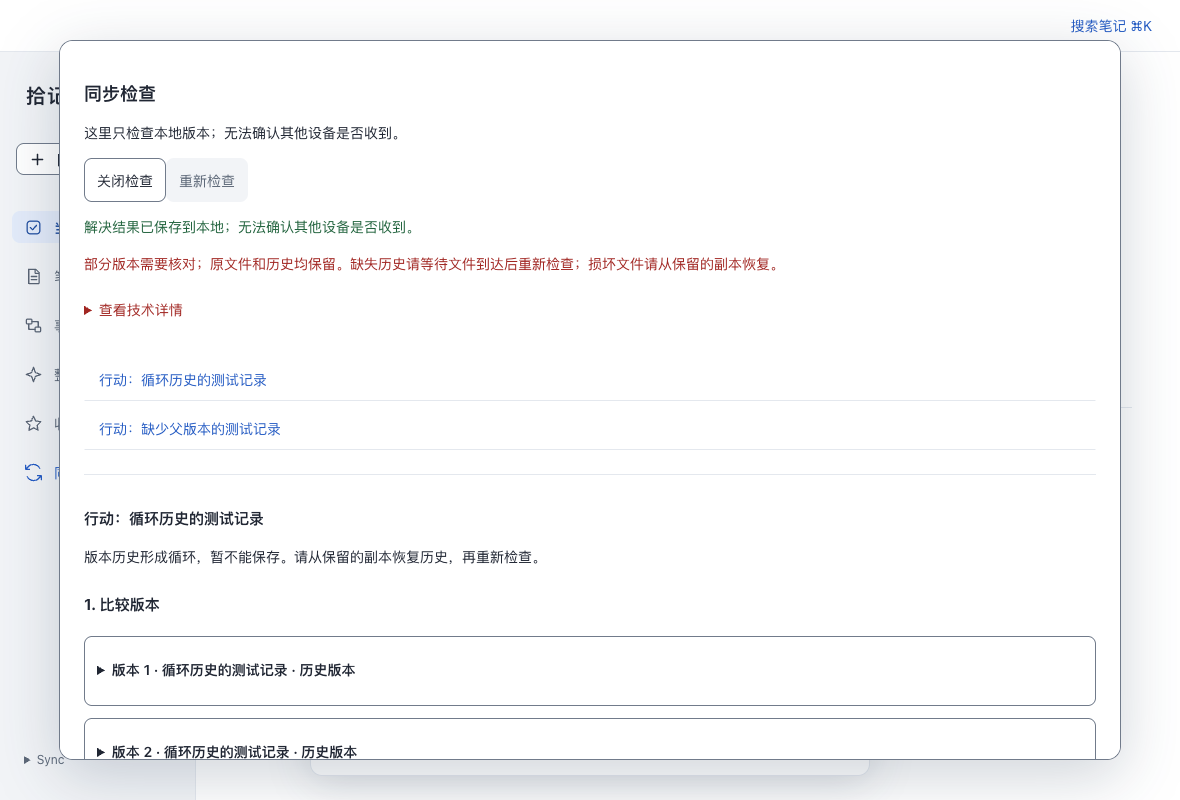 搜索笔记 ⌘K
拾记
同步检查
这里只检查本地版本；无法确认其他设备是否收到。
关闭检查
重新检查
解决结果已保存到本地；无法确认其他设备是否收到。
部分版本需要核对；原文件和历史均保留。缺失历史请等待文件到达后重新检查；损坏文件请从保留的副本恢复。
▶ 查看技术详情
行动：循环历史的测试记录
行动：缺少父版本的测试记录
行动：循环历史的测试记录
版本历史形成循环，暂不能保存。请从保留的副本恢复历史，再重新检查。
1. 比较版本
▶ 版本 1 · 循环历史的测试记录 · 历史版本
▶ 版本 2 · 循环历史的测试记录 · 历史版本
▶ Sync